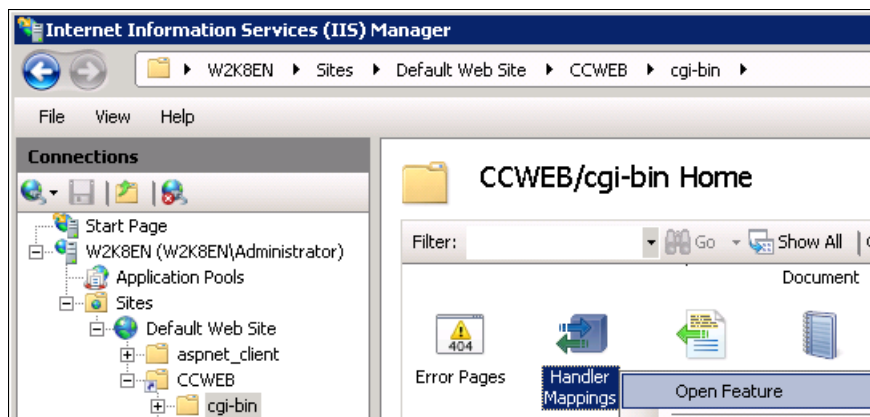 Internet Information Services (IIS) Manager
W2K8EN Sites Default Web Site CCWEB cgi-bin
File View Help
Connections
Start Page
W2K8EN (W2K8EN\Administrator)
Application Pools
Sites
Default Web Site
aspnet_client
CCWEB
cgi-bin
CCWEB/cgi-bin Home
Filter: Go Show All
Document
404
Error Pages
Handler Mappings
Open Feature